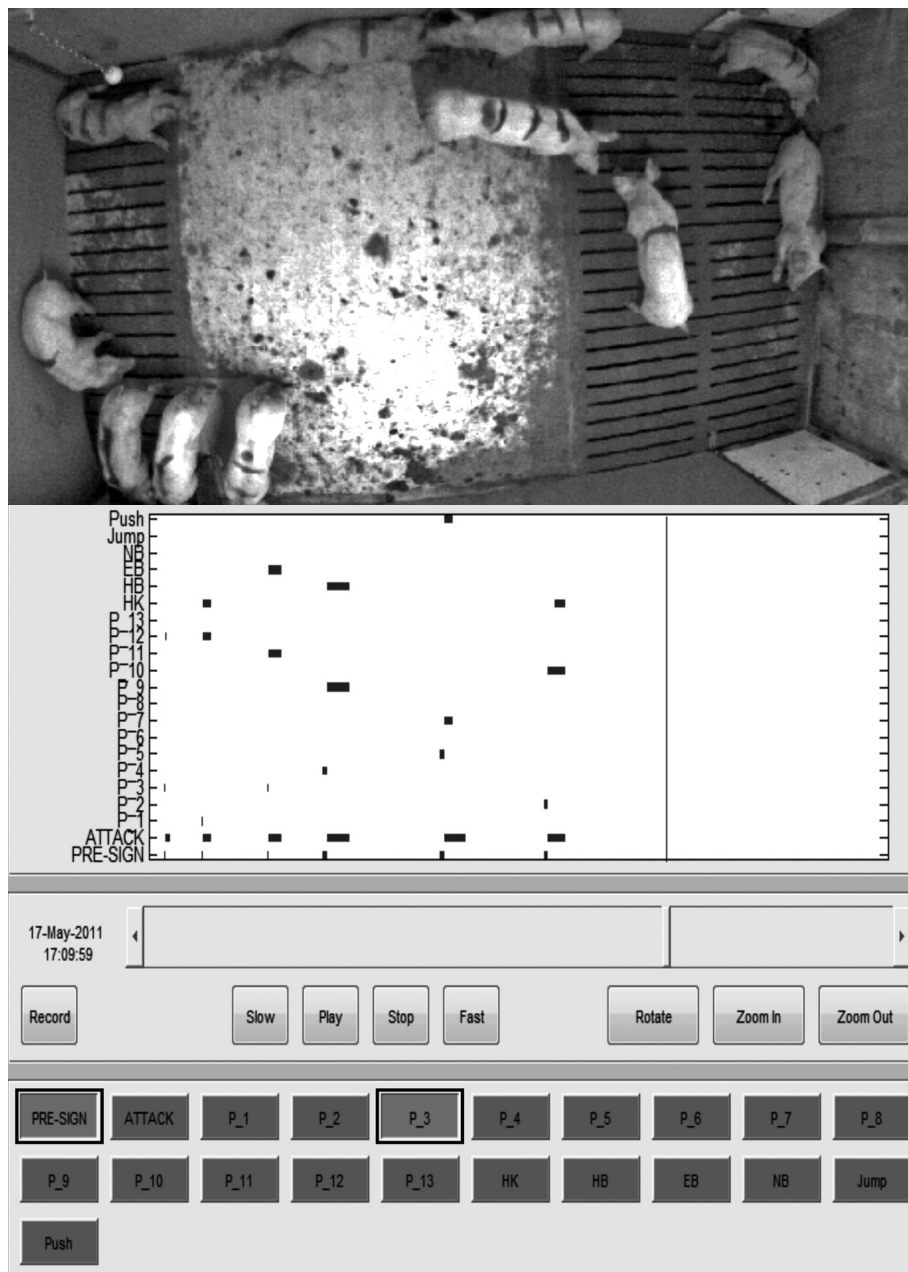 Push
Jump
NB
EB
HB
HK
P_13
P_12
P_11
P_10
P_9
P_8
P_7
P_6
P_5
P_4
P_3
P_2
P_1
ATTACK
PRE-SIGN
17-May-2011
17:09:59
Record Slow Play Stop Fast Rotate Zoom In Zoom Out
PRE-SIGN ATTACK P_1 P_2 P_3 P_4 P_5 P_6 P_7 P_8
P_9 P_10 P_11 P_12 P_13 HK HB EB NB Jump
Push